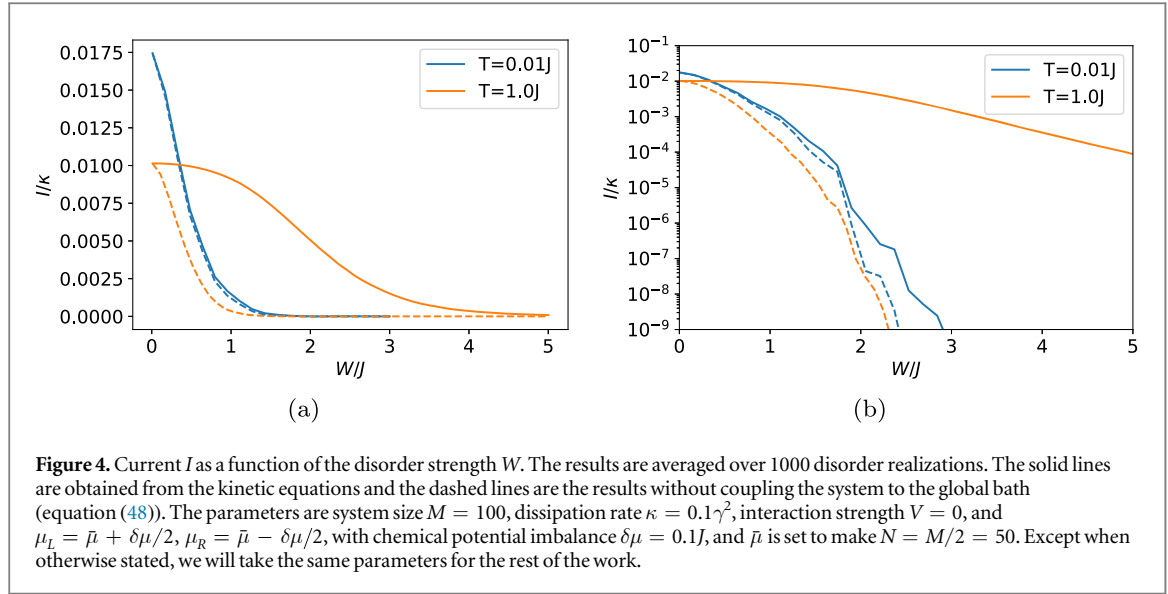 0.0175
0.0150
0.0125
0.0100
0.0075
0.0050
0.0025
0.0000
I/κ
0 1 2 3 4 5
W/J
T=0.01J
T=1.0J
(a)
10⁻¹
10⁻²
10⁻³
10⁻⁴
10⁻⁵
10⁻⁶
10⁻⁷
10⁻⁸
10⁻⁹
I/κ
0 1 2 3 4 5
W/J
T=0.01J
T=1.0J
(b)
Figure 4. Current I as a function of the disorder strength W. The results are averaged over 1000 disorder realizations. The solid lines
are obtained from the kinetic equations and the dashed lines are the results without coupling the system to the global bath
(equation (48)). The parameters are system size M = 100, dissipation rate κ = 0.1γ², interaction strength V = 0, and
μ_L = μ̄ + δμ/2, μ_R = μ̄ − δμ/2, with chemical potential imbalance δμ = 0.1J, and μ̄ is set to make N = M/2 = 50. Except when
otherwise stated, we will take the same parameters for the rest of the work.